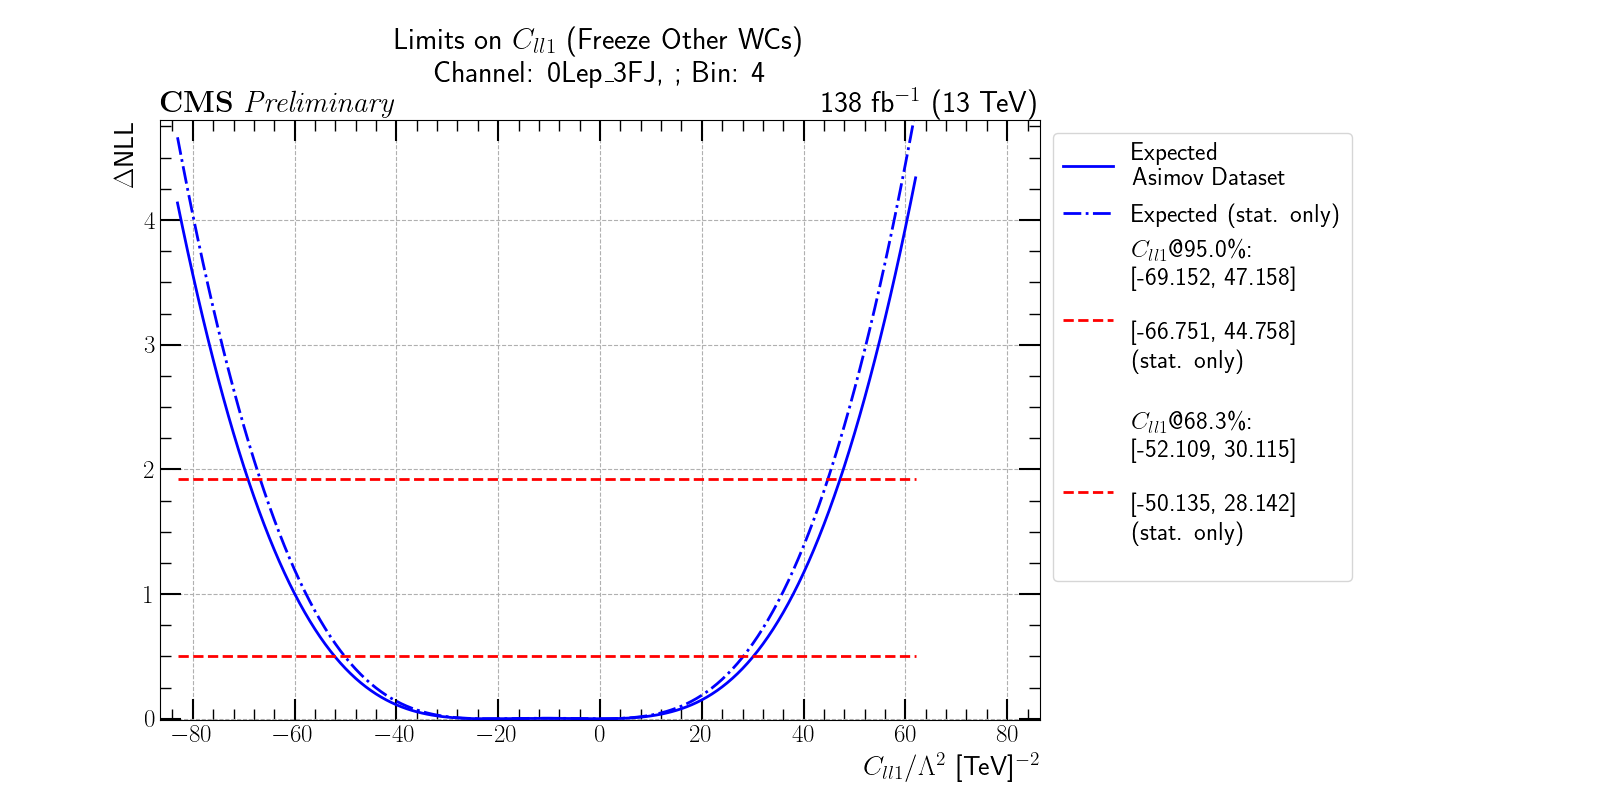 Limits on C_{ll1} (Freeze Other WCs)
Channel: 0Lep_3FJ, ; Bin: 4
CMS Preliminary
138 fb^{-1} (13 TeV)
ΔNLL
4
3
2
1
0
−80 −60 −40 −20 0 20 40 60 80
C_{ll1}/Λ^2 [TeV]^{-2}
Expected
Asimov Dataset
Expected (stat. only)
C_{ll1}@95.0%:
[-69.152, 47.158]
[-66.751, 44.758]
(stat. only)
C_{ll1}@68.3%:
[-52.109, 30.115]
[-50.135, 28.142]
(stat. only)